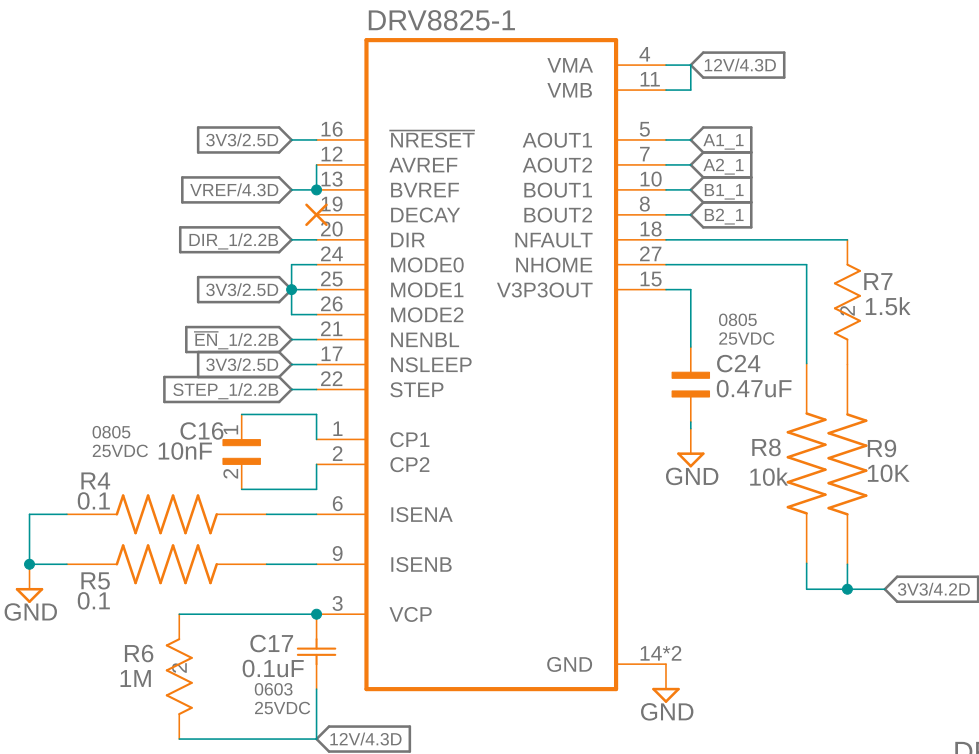 DRV8825-1
VMA 4 12V/4.3D
VMB 11
3V3/2.5D 16 NRESET AOUT1 5 A1_1
12 AVREF AOUT2 7 A2_1
VREF/4.3D 13 BVREF BOUT1 10 B1_1
19 DECAY BOUT2 8 B2_1
DIR_1/2.2B 20 DIR NFAULT 18
24 MODE0 NHOME 27
3V3/2.5D 25 MODE1 V3P3OUT 15
26 MODE2
R7
2 1.5k
EN_1/2.2B 21 NENBL
3V3/2.5D 17 NSLEEP
STEP_1/2.2B 22 STEP
0805
25VDC
C24
0.47uF
GND
0805
25VDC
C16
10nF
1
2
1 CP1
2 CP2
R8
10k
R9
10K
R4
0.1
6 ISENA
9 ISENB
R5
0.1
GND
3V3/4.2D
3 VCP
R6
1M
2
C17
0.1uF
0603
25VDC
GND 14*2
GND
12V/4.3D